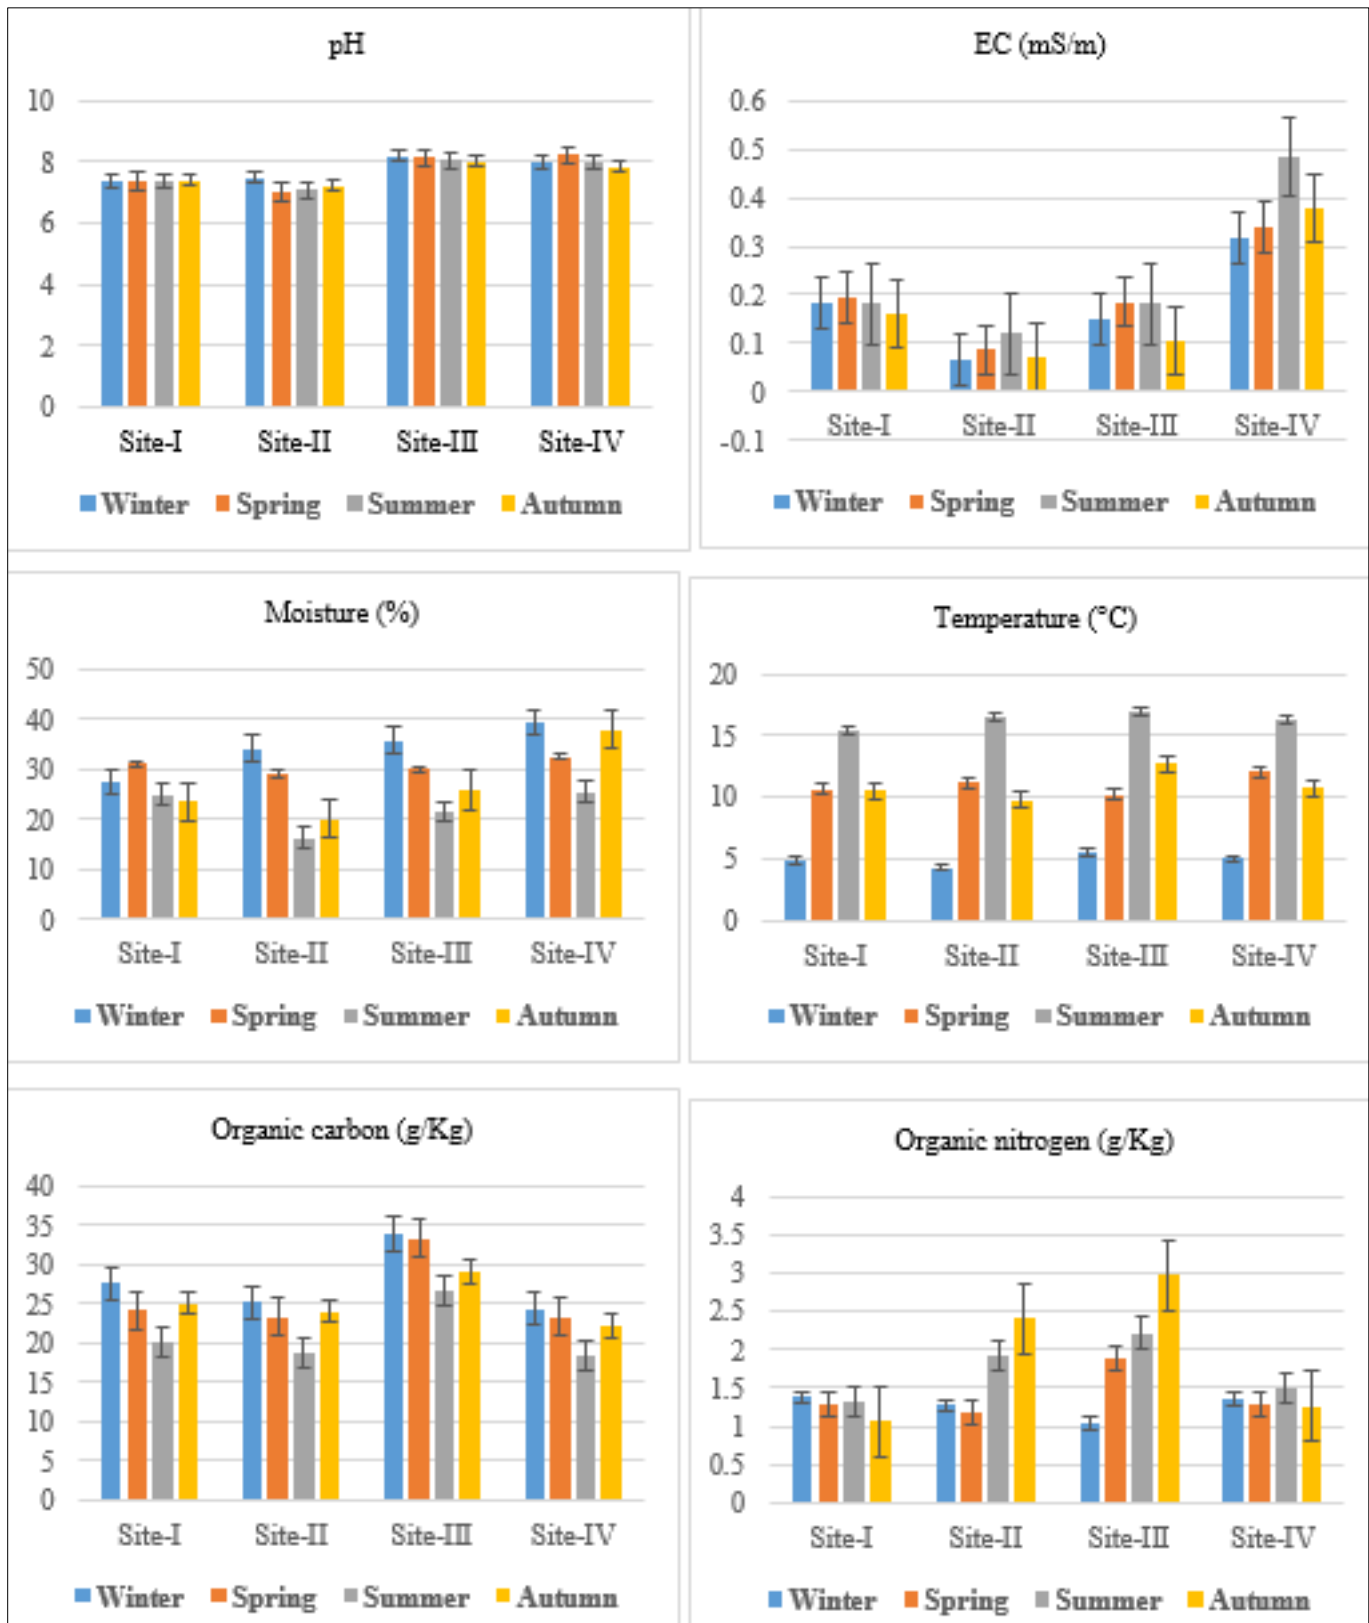 pH
10
8
6
4
2
0
Site-I Site-II Site-III Site-IV
Winter Spring Summer Autumn
EC (mS/m)
0.6
0.5
0.4
0.3
0.2
0.1
0
-0.1
Site-I Site-II Site-III Site-IV
Winter Spring Summer Autumn
Moisture (%)
50
40
30
20
10
0
Site-I Site-II Site-III Site-IV
Winter Spring Summer Autumn
Temperature (°C)
20
15
10
5
0
Site-I Site-II Site-III Site-IV
Winter Spring Summer Autumn
Organic carbon (g/Kg)
40
35
30
25
20
15
10
5
0
Site-I Site-II Site-III Site-IV
Winter Spring Summer Autumn
Organic nitrogen (g/Kg)
4
3.5
3
2.5
2
1.5
1
0.5
0
Site-I Site-II Site-III Site-IV
Winter Spring Summer Autumn